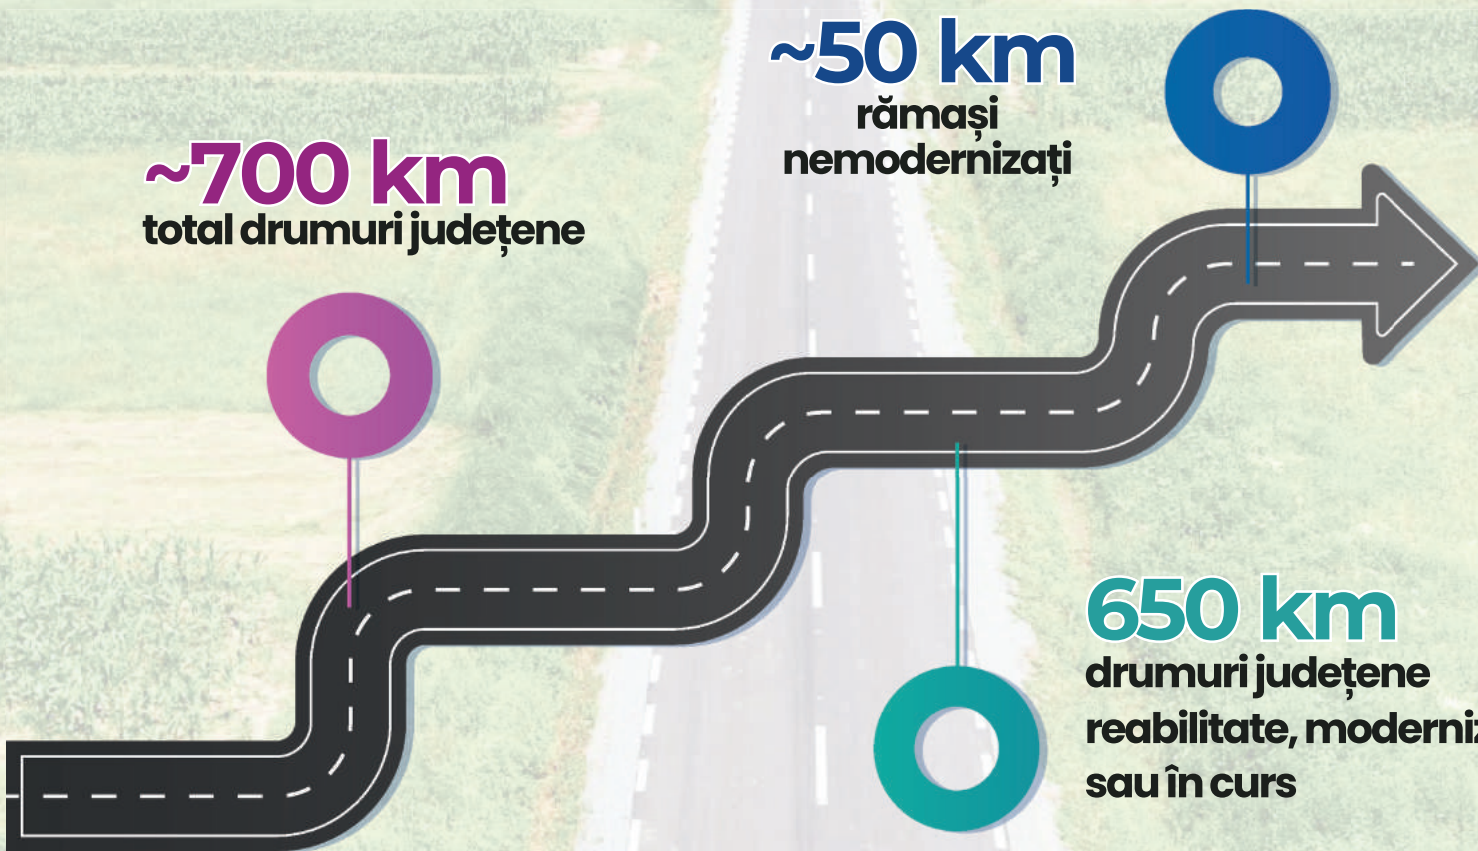 ~50 km
rămași
nemodernizați
~700 km
total drumuri județene
650 km
drumuri județene
reabilitate,
sau în curs